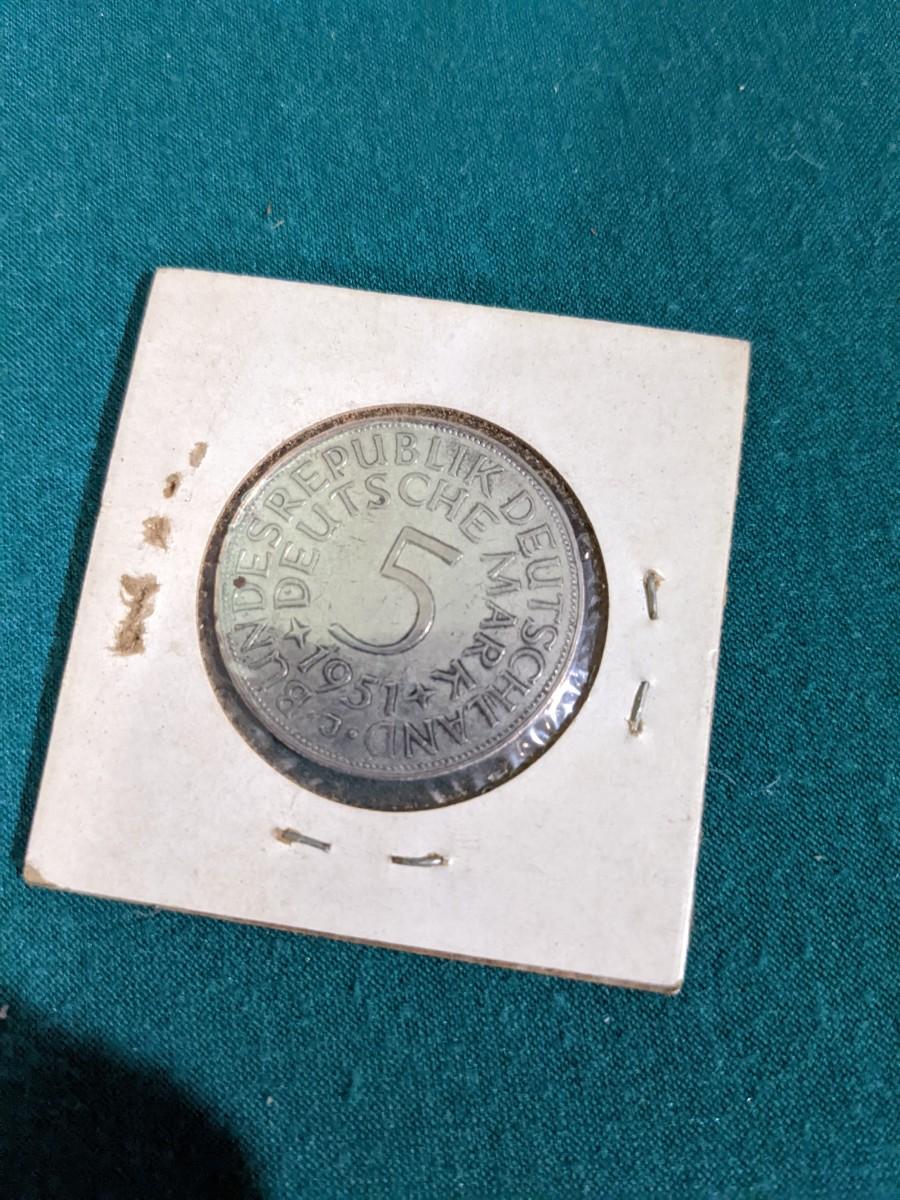 BUNDESREPUBLIK DEUTSCHLAND · J ·
DEUTSCHE MARK
5
1951